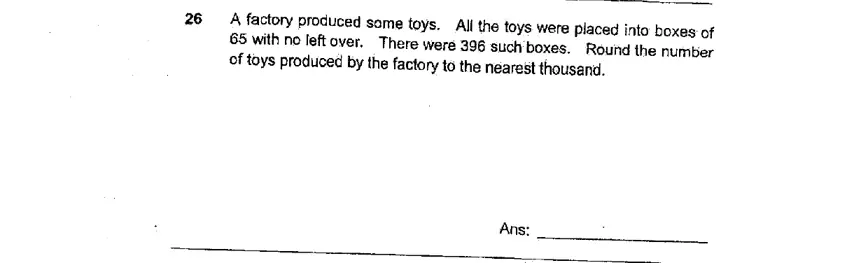 26 A factory produced some toys. All the toys were placed into boxes of
65 with no left over. There were 396 such boxes. Round the number
of toys produced by the factory to the nearest thousand.
Ans: